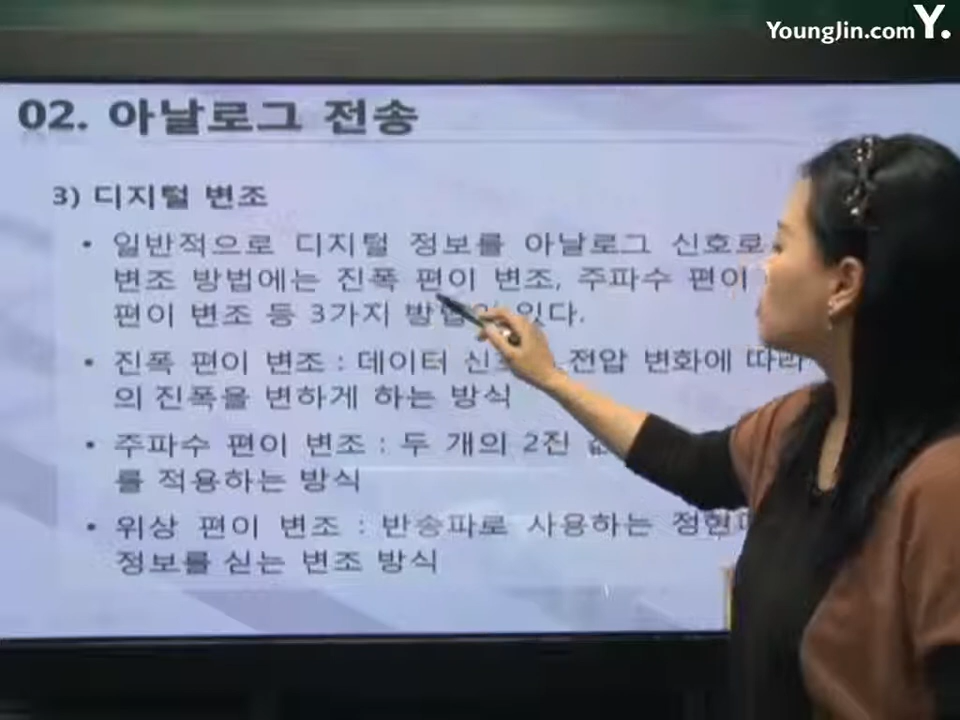 YoungJin.com Y.
02. 아날로그 전송
3) 디지털 변조
• 일반적으로 디지털 정보를 아날로그 신호로
변조 방법에는 진폭 편이 변조, 주파수 편이
편이 변조 등 3가지 방법이 있다.
• 진폭 편이 변조 : 데이터 전압 변화에 따라
의 진폭을 변하게 하는 방식
• 주파수 편이 변조 : 두 개의 2진
를 적용하는 방식
• 위상 편이 변조 : 반송파로 사용하는
정보를 싣는 변조 방식